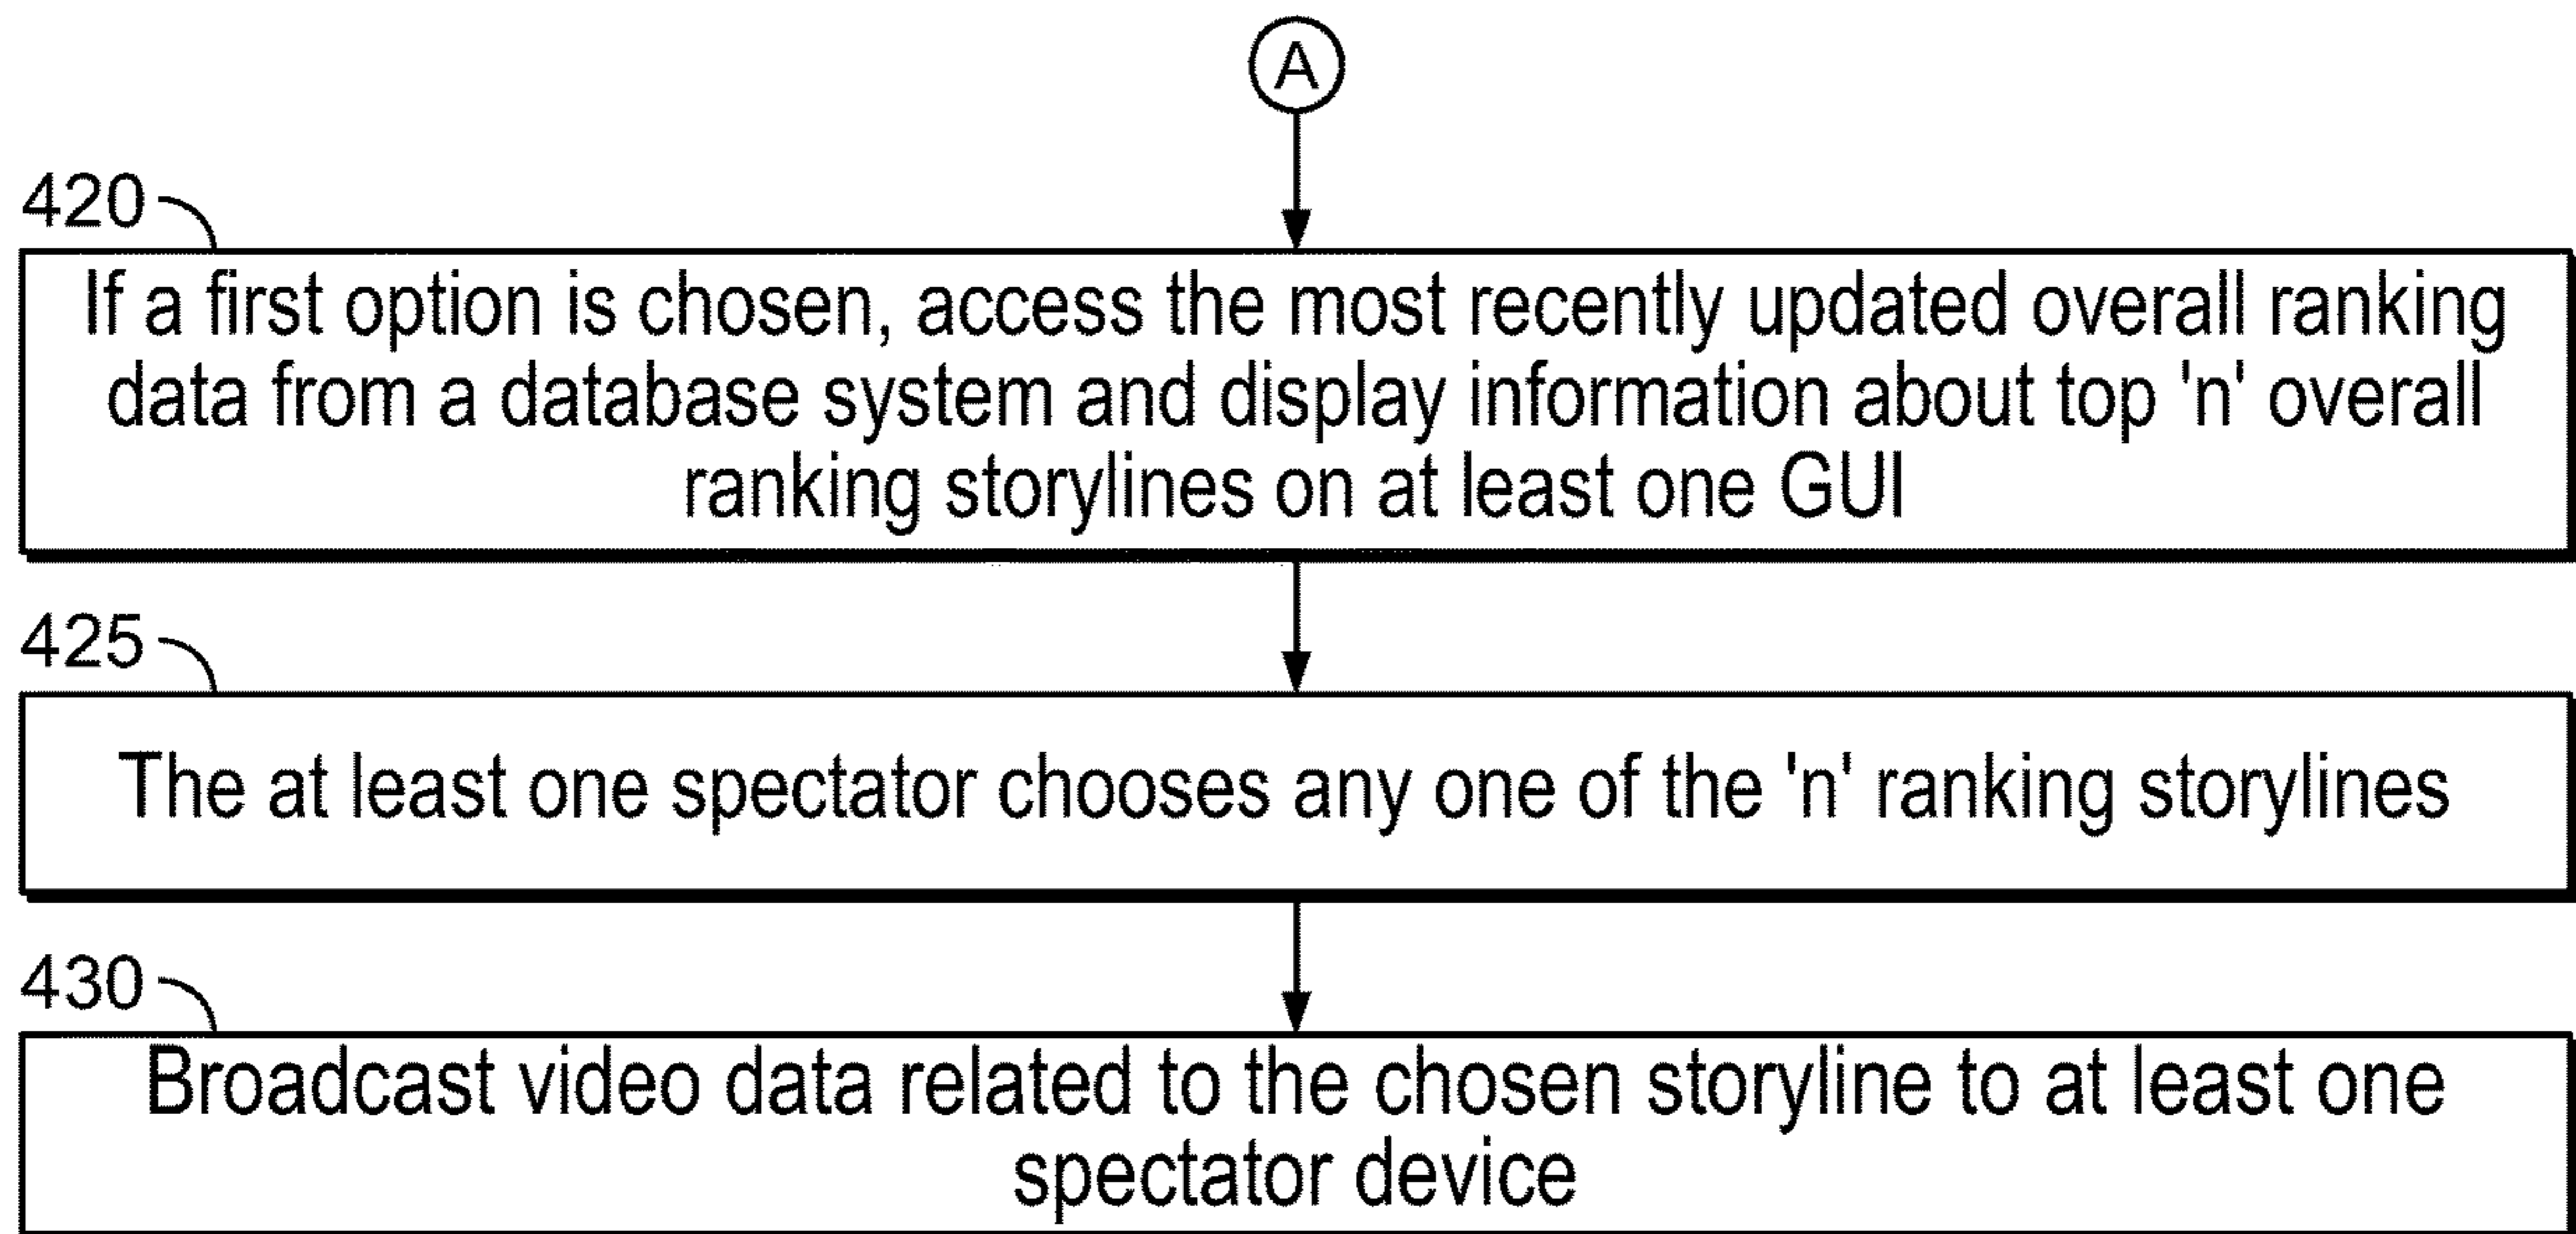 A
420
If a first option is chosen, access the most recently updated overall ranking
data from a database system and display information about top 'n' overall
ranking storylines on at least one GUI
425
The at least one spectator chooses any one of the 'n' ranking storylines
430
Broadcast video data related to the chosen storyline to at least one
spectator device